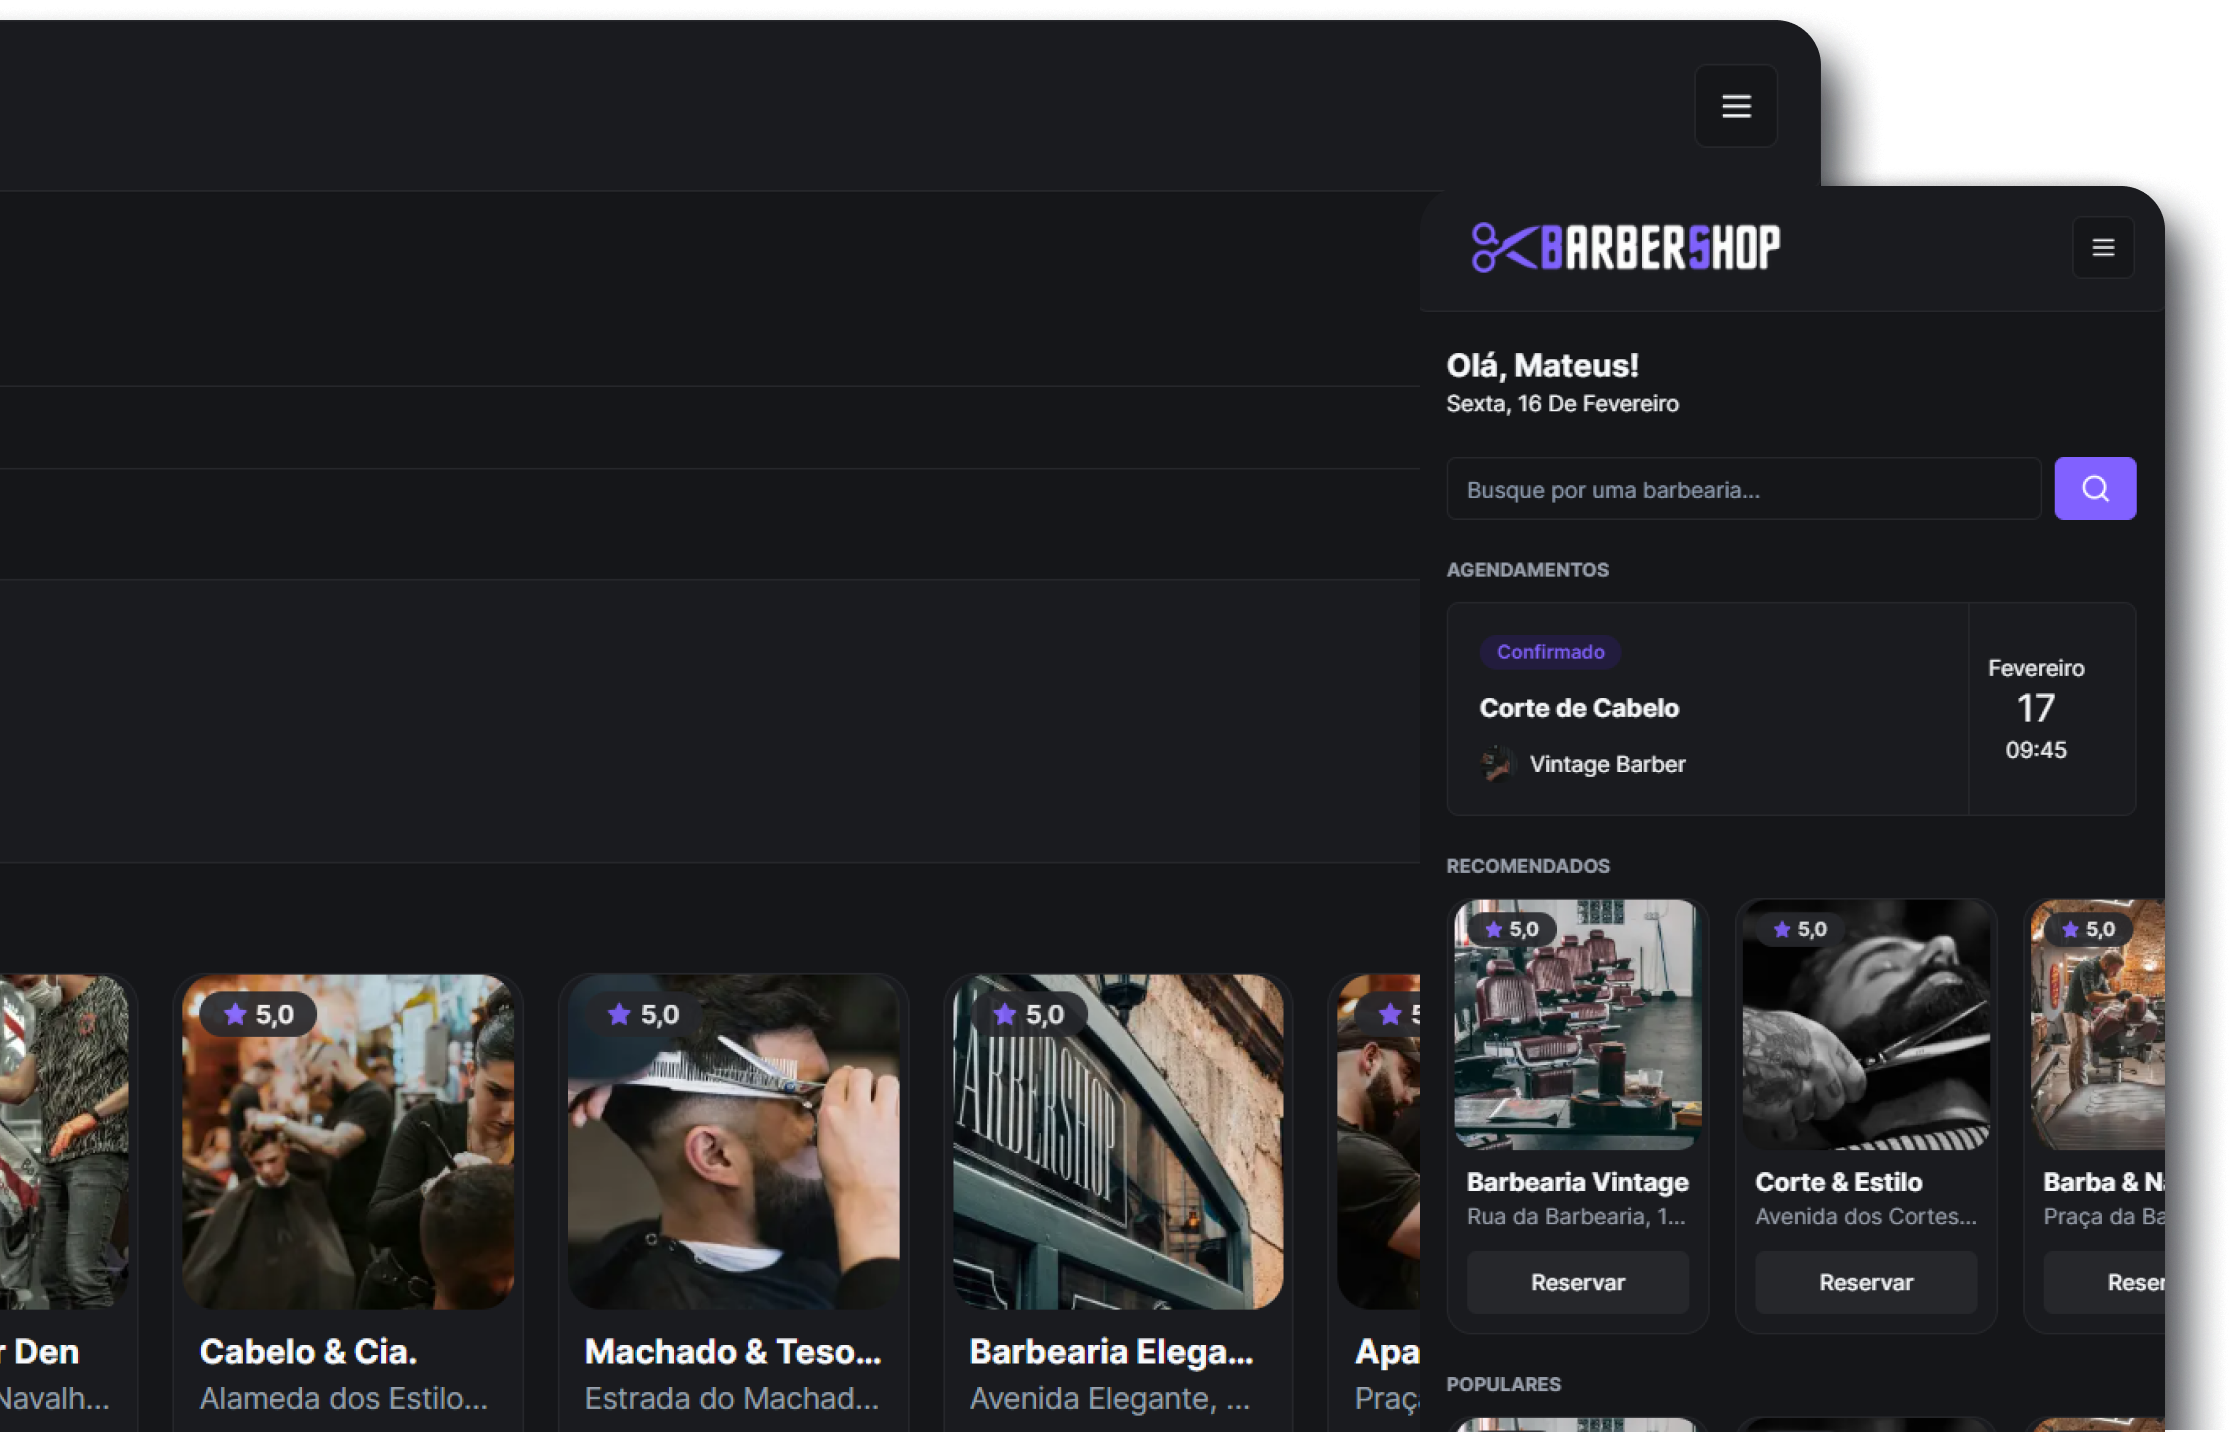 BARBERSHOP
Olá, Mateus!
Sexta, 16 De Fevereiro
Busque por uma barbearia...
AGENDAMENTOS
Confirmado
Corte de Cabelo
Vintage Barber
Fevereiro
17
09:45
RECOMENDADOS
5,0
5,0
5,0
Barbearia Vintage
Rua da Barbearia, 1...
Reservar
Corte & Estilo
Avenida dos Cortes...
Reservar
Barba & N
Praça da Ba
Reser
POPULARES
r Den
Navalh...
5,0
Cabelo & Cia.
Alameda dos Estilo...
5,0
Machado & Teso...
Estrada do Machad...
5,0
BARBERSHOP
Barbearia Elega...
Avenida Elegante, ...
5
Apa
Praç